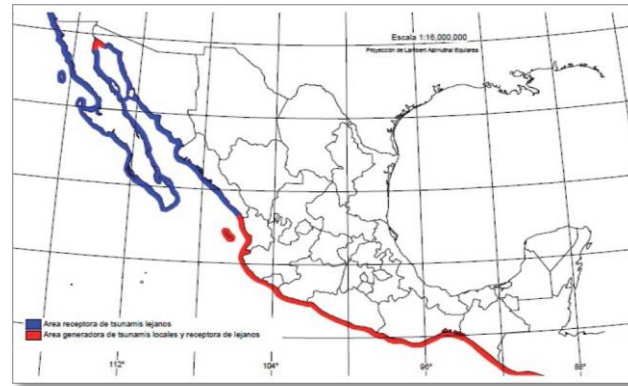 Escala 1:16,000,000
Proyección de Lambert Azimuthal Equiarea
Area receptora de tsunamis lejanos
Area generadora de tsunamis locales y receptora de lejanos
112°
104°
96°
88°